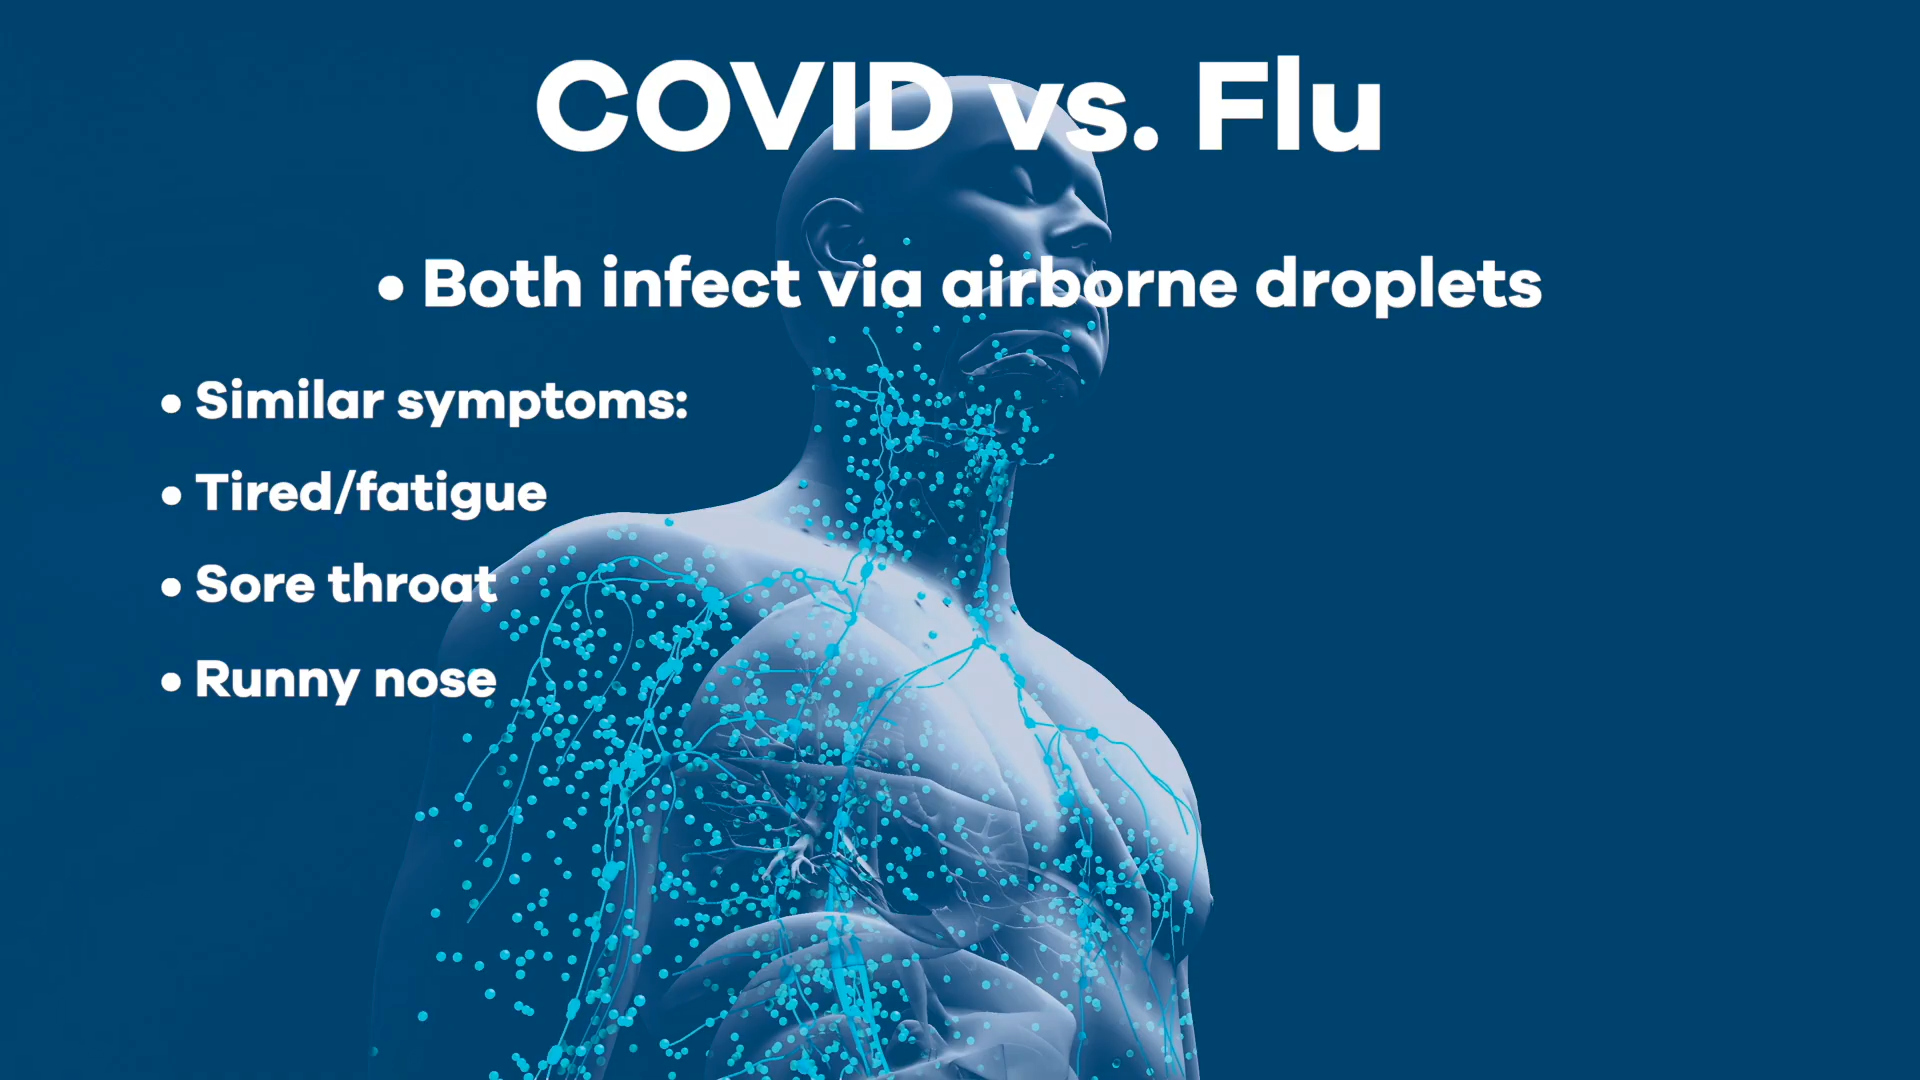 COVID vs. Flu
• Both infect via airborne droplets
• Similar symptoms:
• Tired/fatigue
• Sore throat
• Runny nose